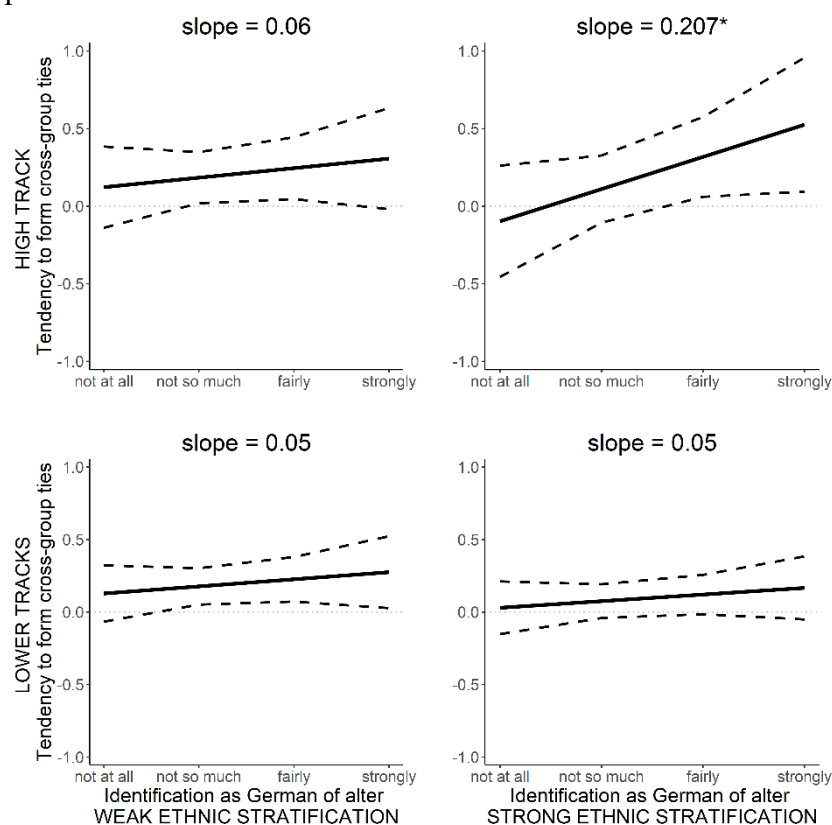 slope = 0.06
slope = 0.207*
HIGH TRACK
Tendency to form cross-group ties
1.0
0.5
0.0
-0.5
-1.0
not at all not so much fairly strongly
1.0
0.5
0.0
-0.5
-1.0
not at all not so much fairly strongly
slope = 0.05
slope = 0.05
LOWER TRACKS
Tendency to form cross-group ties
1.0
0.5
0.0
-0.5
-1.0
not at all not so much fairly strongly
Identification as German of alter
WEAK ETHNIC STRATIFICATION
1.0
0.5
0.0
-0.5
-1.0
not at all not so much fairly strongly
Identification as German of alter
STRONG ETHNIC STRATIFICATION